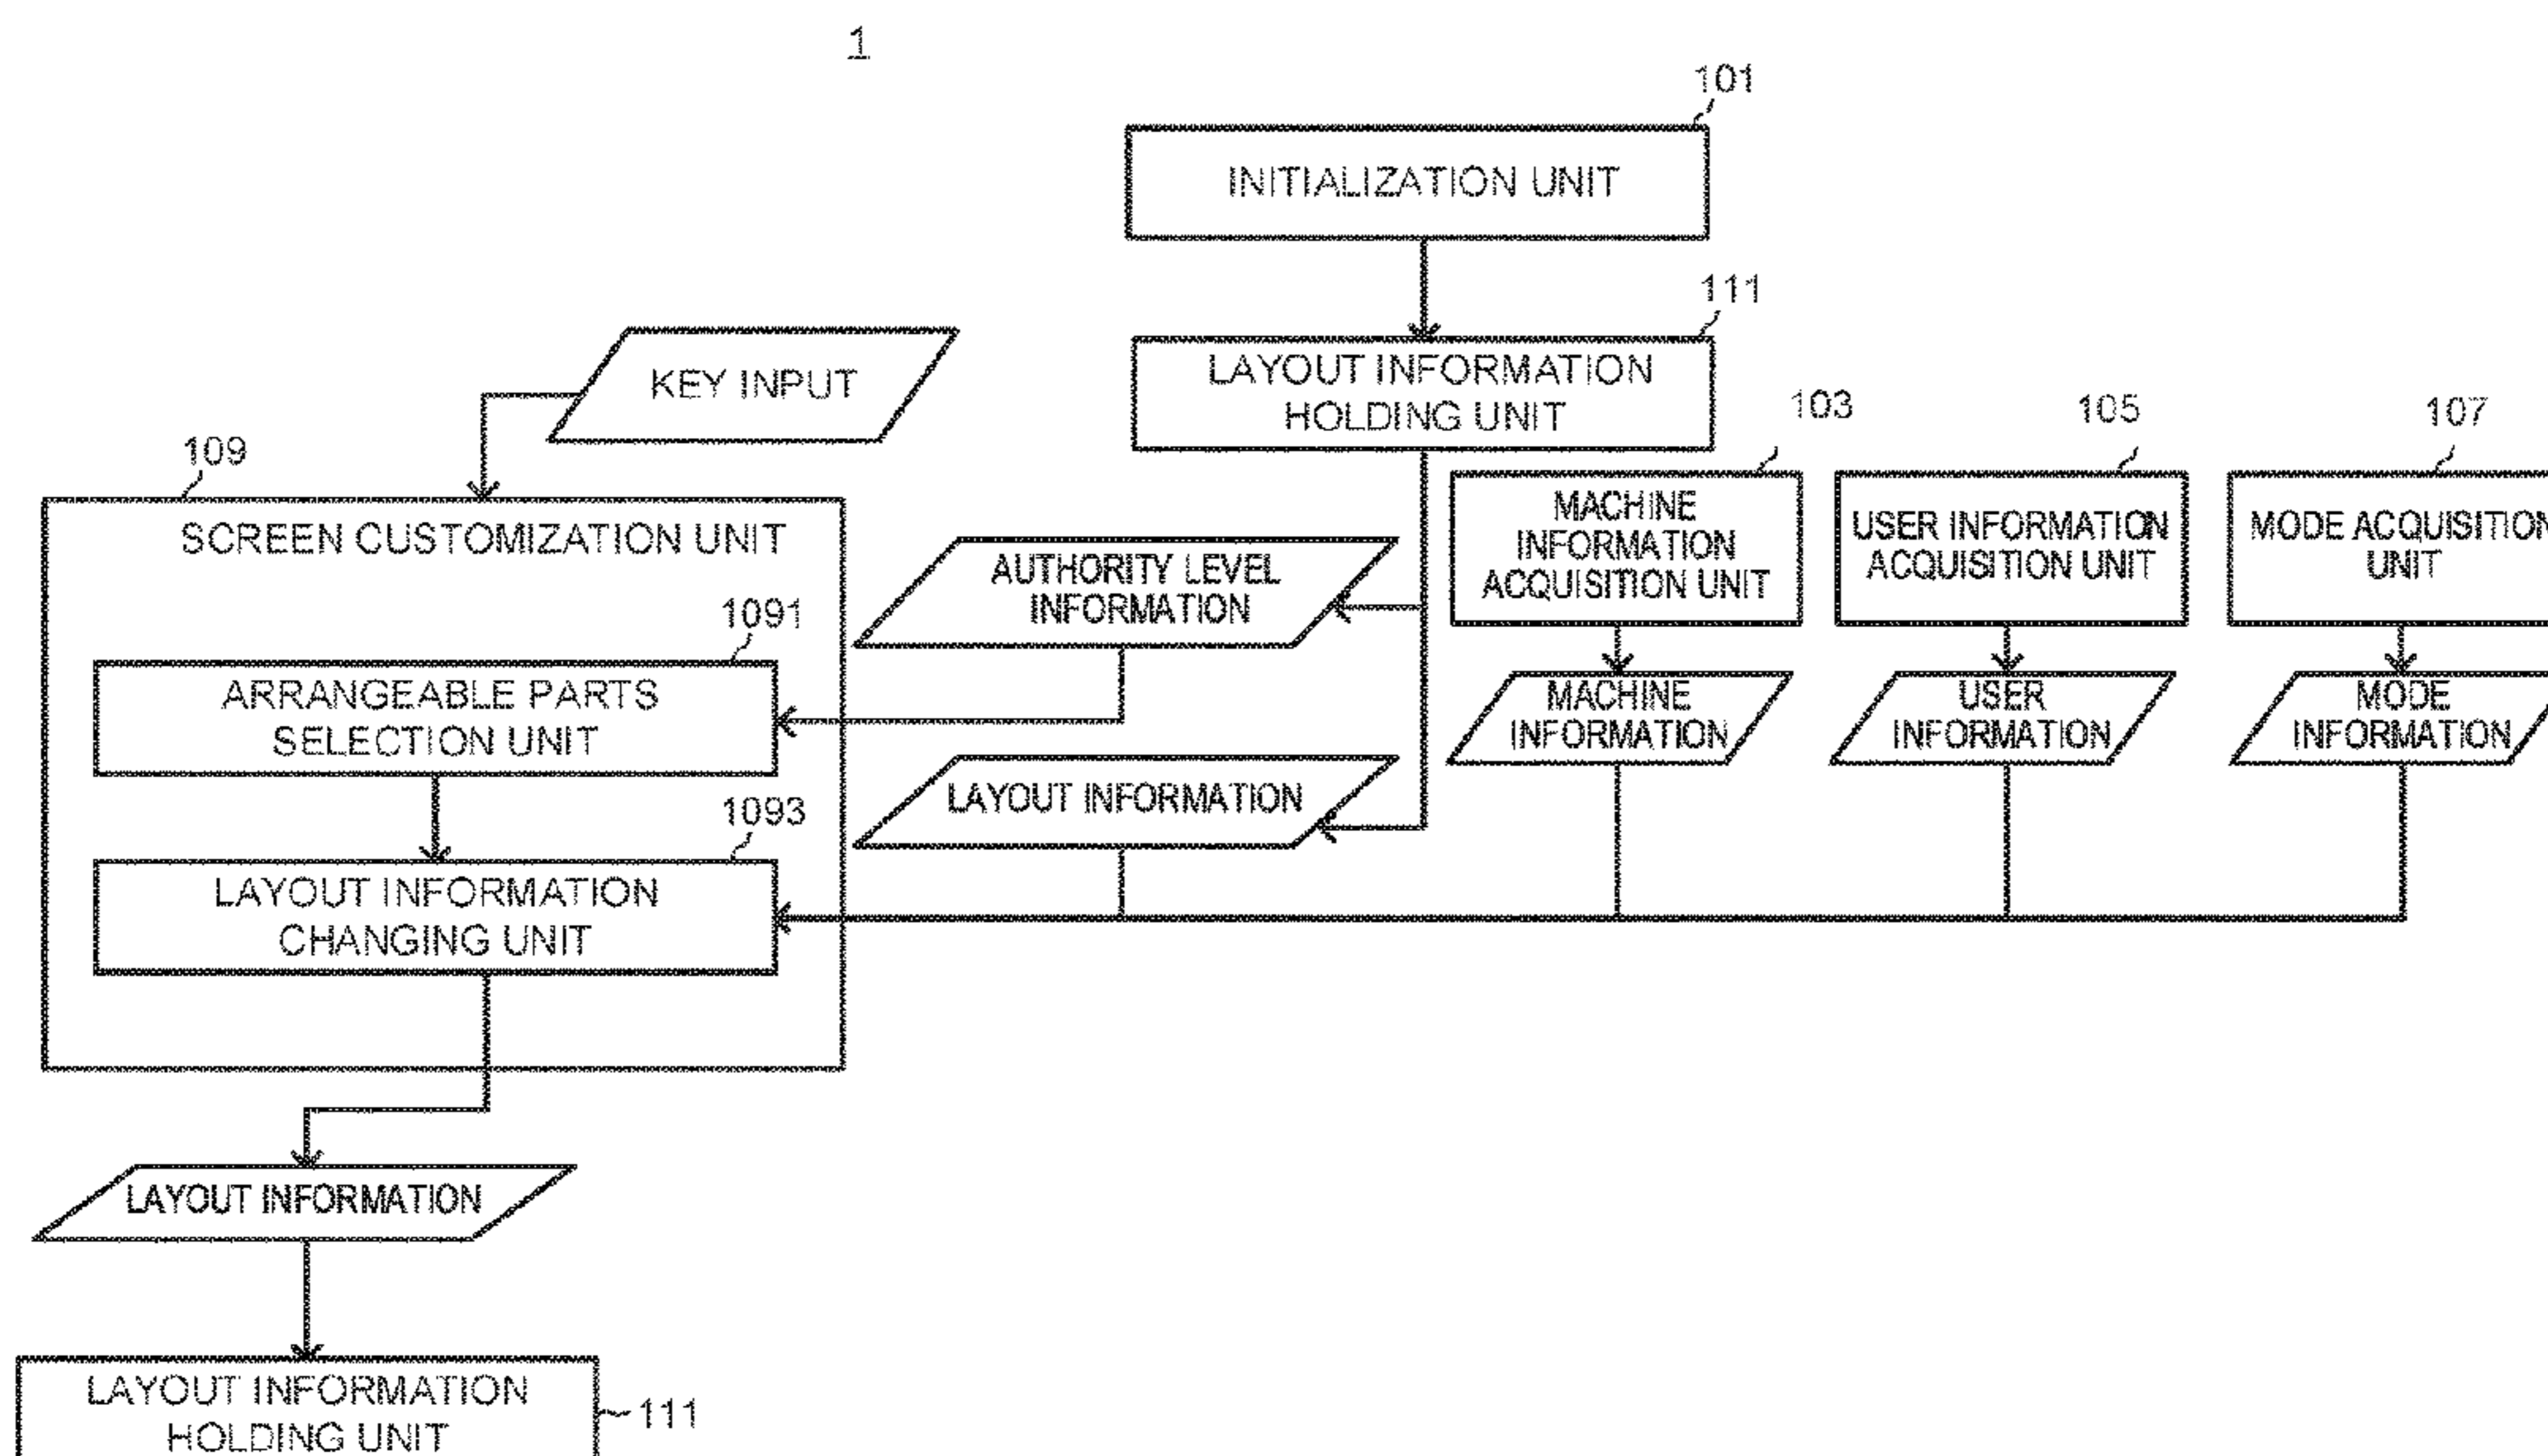 1
101
INITIALIZATION UNIT
111
LAYOUT INFORMATION
HOLDING UNIT
KEY INPUT
103
MACHINE
INFORMATION
ACQUISITION UNIT
105
USER INFORMATION
ACQUISITION UNIT
107
MODE ACQUISITION
UNIT
109
SCREEN CUSTOMIZATION UNIT
AUTHORITY LEVEL
INFORMATION
1091
ARRANGEABLE PARTS
SELECTION UNIT
MACHINE
INFORMATION
USER
INFORMATION
MODE
INFORMATION
LAYOUT INFORMATION
1093
LAYOUT INFORMATION
CHANGING UNIT
LAYOUT INFORMATION
LAYOUT INFORMATION
HOLDING UNIT
111